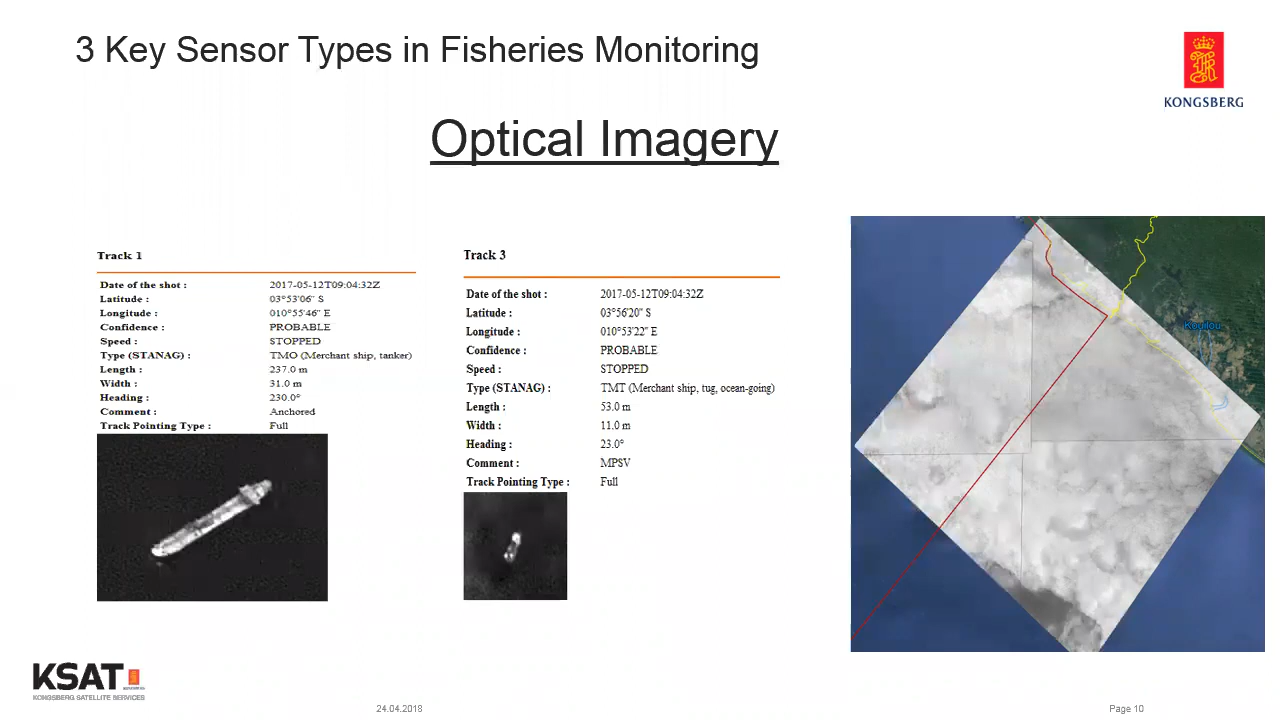 3 Key Sensor Types in Fisheries Monitoring
KONGSBERG
Optical Imagery
Track 1
Date of the shot : 2017-05-12T09:04:32Z
Latitude : 03°53'06" S
Longitude : 010°55'46" E
Confidence : PROBABLE
Speed : STOPPED
Type (STANAG) : TMO (Merchant ship, tanker)
Length : 237.0 m
Width : 31.0 m
Heading : 230.0°
Comment : Anchored
Track Pointing Type : Full
Track 3
Date of the shot : 2017-05-12T09:04:32Z
Latitude : 03°56'20" S
Longitude : 010°53'22" E
Confidence : PROBABLE
Speed : STOPPED
Type (STANAG) : TMT (Merchant ship, tug, ocean-going)
Length : 53.0 m
Width : 11.0 m
Heading : 23.0°
Comment : MPSV
Track Pointing Type : Full
Kouilou
KSAT
KONGSBERG SATELLITE SERVICES
24.04.2018
Page 10